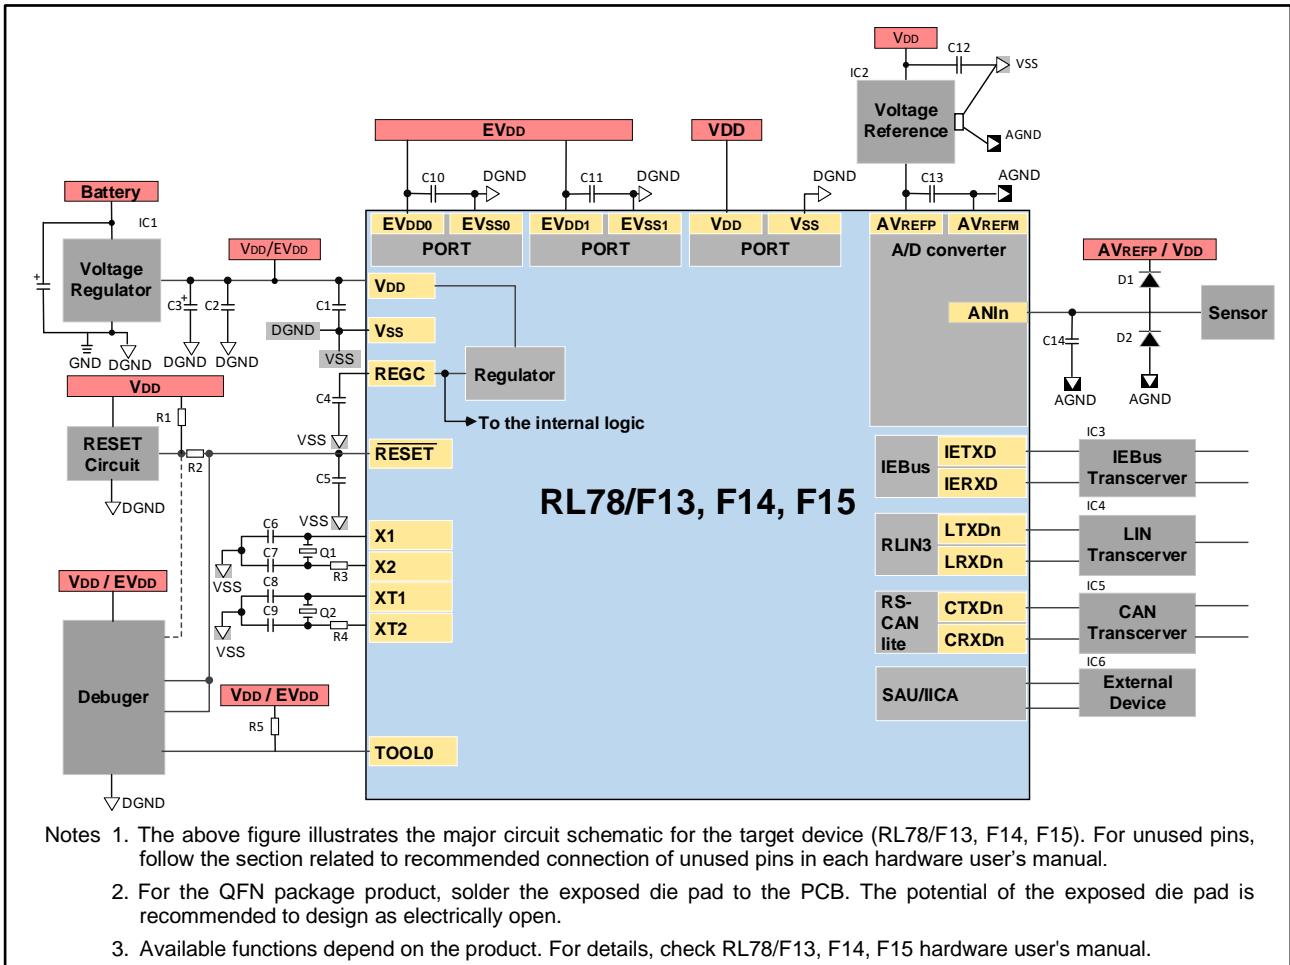 VDD
C12
VSS
IC2
Voltage
Reference
AGND
EVDD
VDD
C10
DGND
C11
DGND
DGND
C13
AGND
Battery
IC1
Voltage
Regulator
+
VDD/EVDD
C3
+
C2
C1
GND
DGND
DGND
DGND
DGND
VSS
EVDD0
EVSS0
PORT
EVDD1
EVSS1
PORT
VDD
VSS
PORT
AVREFP
AVREFM
A/D converter
ANIn
AVREFP / VDD
D1
D2
C14
AGND
AGND
Sensor
VDD
VSS
REGC
Regulator
To the internal logic
C4
VSS
VDD
R1
RESET
Circuit
R2
DGND
RESET
C5
VSS
RL78/F13, F14, F15
C6
C7
Q1
R3
VSS
X1
X2
C8
C9
Q2
R4
VSS
XT1
XT2
VDD / EVDD
Debuger
DGND
VDD / EVDD
R5
TOOL0
IEBus
IETXD
IERXD
IC3
IEBus
Transcerver
RLIN3
LTXDn
LRXDn
IC4
LIN
Transcerver
RS-
CAN
lite
CTXDn
CRXDn
IC5
CAN
Transcerver
SAU/IICA
IC6
External
Device
Notes 1. The above figure illustrates the major circuit schematic for the target device (RL78/F13, F14, F15). For unused pins,
follow the section related to recommended connection of unused pins in each hardware user's manual.
2. For the QFN package product, solder the exposed die pad to the PCB. The potential of the exposed die pad is
recommended to design as electrically open.
3. Available functions depend on the product. For details, check RL78/F13, F14, F15 hardware user's manual.